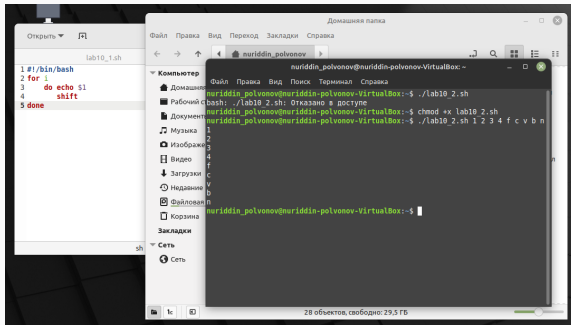 Открыть
lab10_1.sh
1 #!/bin/bash
2 for i
3 do echo $1
4 shift
5 done
sh
Домашняя папка
Файл Правка Вид Переход Закладки Справка
nuriddin_polvonov
Компьютер
Домашняя
Рабочий с
Документ
Музыка
Изображе
Видео
Загрузки
Недавние
Файловая
Корзина
Закладки
Сеть
Сеть
28 объектов, свободно: 29,5 ГБ
nuriddin_polvonov@nuriddin-polvonov-VirtualBox: ~
Файл Правка Вид Поиск Терминал Справка
nuriddin_polvonov@nuriddin-polvonov-VirtualBox:~$ ./lab10_2.sh
bash: ./lab10_2.sh: Отказано в доступе
nuriddin_polvonov@nuriddin-polvonov-VirtualBox:~$ chmod +x lab10_2.sh
nuriddin_polvonov@nuriddin-polvonov-VirtualBox:~$ ./lab10_2.sh 1 2 3 4 f c v b n
1
2
3
4
f
c
v
b
n
nuriddin_polvonov@nuriddin-polvonov-VirtualBox:~$